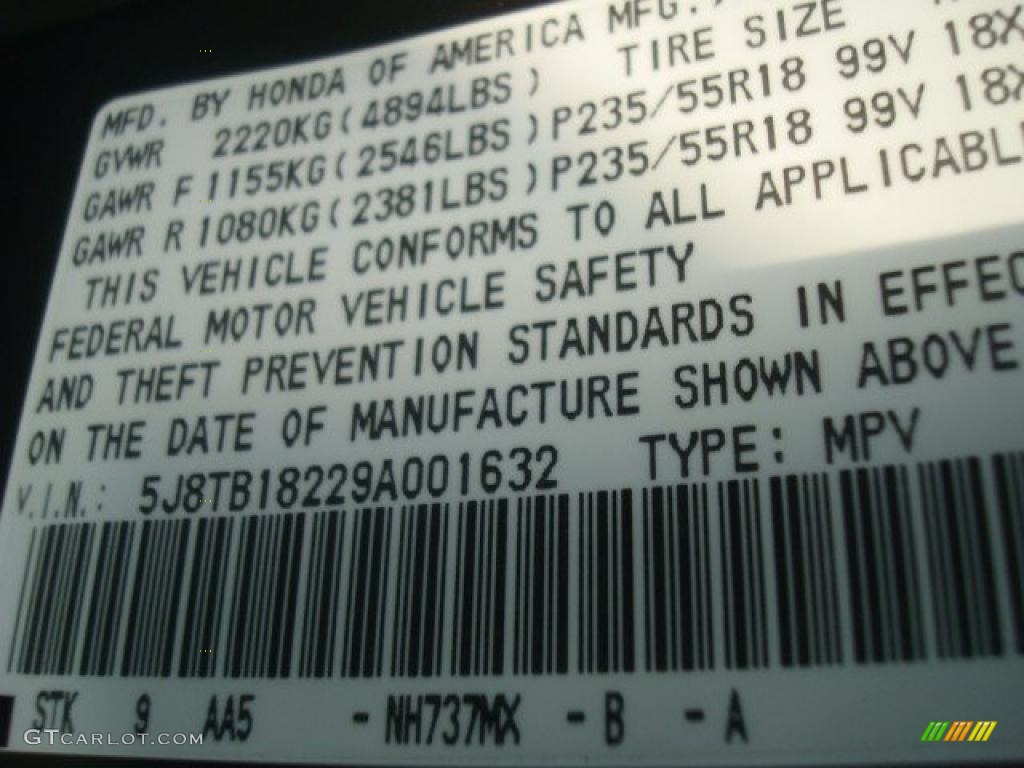 MFD. BY HONDA OF AMERICA MFG.,
TIRE SIZE
GVWR 2220KG(4894LBS)
GAWR F 1155KG(2546LBS)P235/55R18 99V 18X
GAWR R 1080KG(2381LBS)P235/55R18 99V 18X
THIS VEHICLE CONFORMS TO ALL APPLICABL
FEDERAL MOTOR VEHICLE SAFETY
AND THEFT PREVENTION STANDARDS IN EFFEC
ON THE DATE OF MANUFACTURE SHOWN ABOVE
V.I.N.: 5J8TB18229A001632 TYPE: MPV
STK 9 AA5 - NH737MX - B - A
GTCARLOT.COM